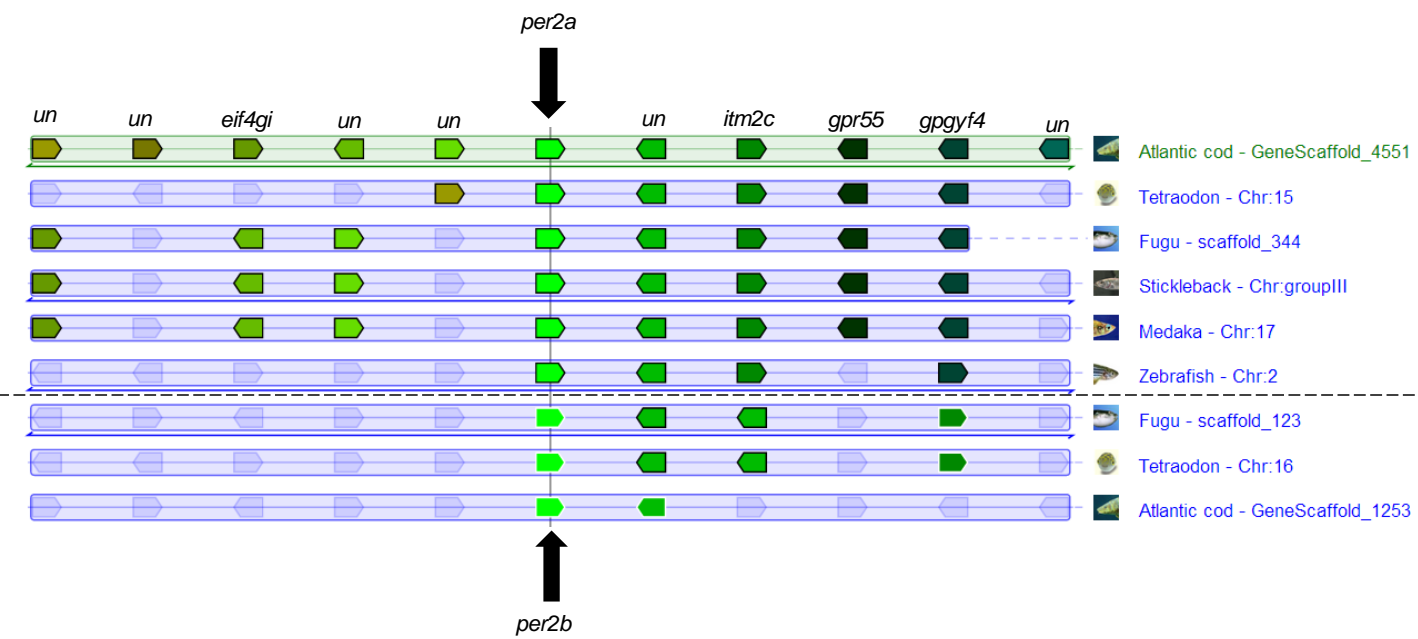 per2a
un un eif4gi un un un itm2c gpr55 gpgyf4 un
Atlantic cod - GeneScaffold_4551
Tetraodon - Chr:15
Fugu - scaffold_344
Stickleback - Chr:groupIII
Medaka - Chr:17
Zebrafish - Chr:2
Fugu - scaffold_123
Tetraodon - Chr:16
Atlantic cod - GeneScaffold_1253
per2b